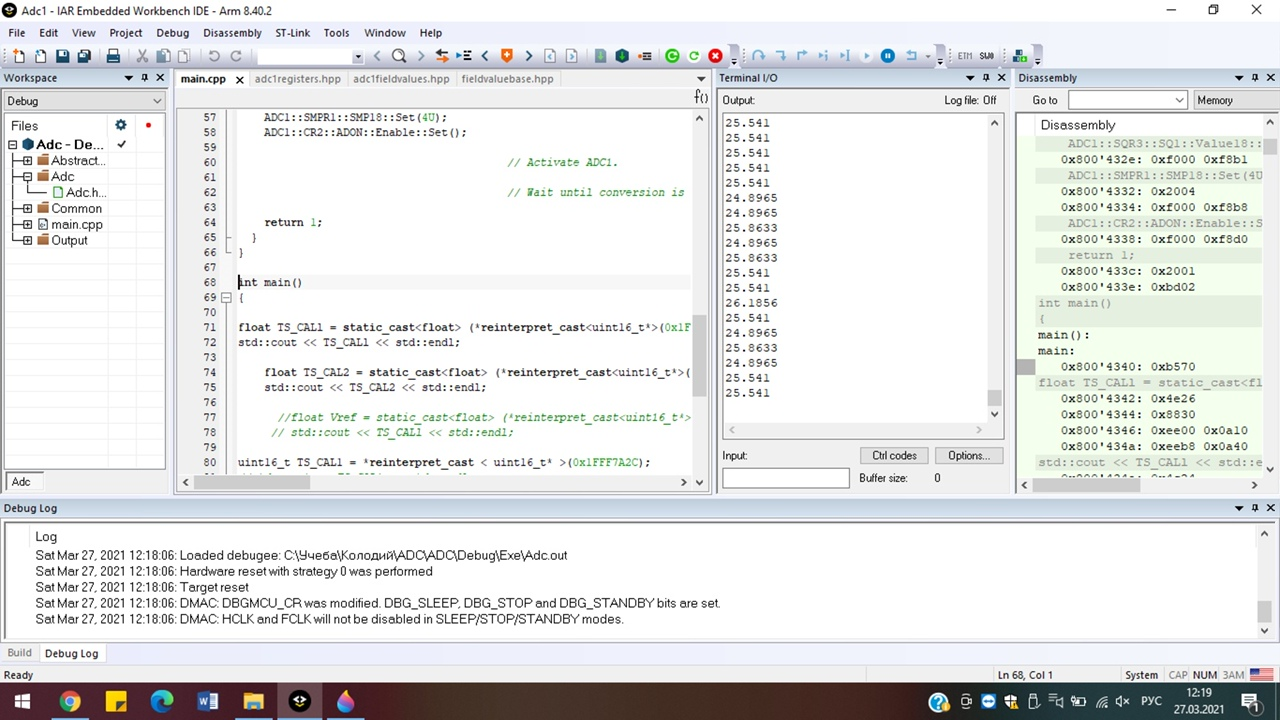 Adc1 - IAR Embedded Workbench IDE - Arm 8.40.2
File Edit View Project Debug Disassembly ST-Link Tools Window Help
ETM SWO
Workspace
Debug
Files
Adc - De...
Abstract...
Adc
Adc.h...
Common
main.cpp
Output
Adc
main.cpp adc1registers.hpp adc1fieldvalues.hpp fieldvaluebase.hpp
f()
57 ADC1::SMPR1::SMP18::Set(4U);
58 ADC1::CR2::ADON::Enable::Set();
59
60 // Activate ADC1.
61
62 // Wait until conversion is
63
64 return 1;
65 }
66 }
67
68 int main()
69 {
70
71 float TS_CAL1 = static_cast<float> (*reinterpret_cast<uint16_t*>(0x1F
72 std::cout << TS_CAL1 << std::endl;
73
74 float TS_CAL2 = static_cast<float> (*reinterpret_cast<uint16_t*>(
75 std::cout << TS_CAL2 << std::endl;
76
77 //float Vref = static_cast<float> (*reinterpret_cast<uint16_t*>
78 // std::cout << TS_CAL1 << std::endl;
79
80 uint16_t TS_CAL1 = *reinterpret_cast < uint16_t* >(0x1FFF7A2C);
Terminal I/O
Output: Log file: Off
25.541
25.541
25.541
25.541
25.541
24.8965
24.8965
25.8633
24.8965
25.8633
25.541
25.541
26.1856
25.541
24.8965
25.8633
24.8965
25.541
25.541
Input: Ctrl codes Options...
Buffer size: 0
Disassembly
Go to Memory
Disassembly
ADC1::SQR3::SQ1::Value18::
0x800'432e: 0xf000 0xf8b1
ADC1::SMPR1::SMP18::Set(4U
0x800'4332: 0x2004
0x800'4334: 0xf000 0xf8b8
ADC1::CR2::ADON::Enable::S
0x800'4338: 0xf000 0xf8d0
return 1;
0x800'433c: 0x2001
0x800'433e: 0xbd02
int main()
{
main():
main:
0x800'4340: 0xb570
float TS_CAL1 = static_cast<fl
0x800'4342: 0x4e26
0x800'4344: 0x8830
0x800'4346: 0xee00 0x0a10
0x800'434a: 0xeeb8 0x0a40
std::cout << TS_CAL1 << std::e
Debug Log
Log
Sat Mar 27, 2021 12:18:06: Loaded debugee: C:\Учеба\Колодий\ADC\ADC\Debug\Exe\Adc.out
Sat Mar 27, 2021 12:18:06: Hardware reset with strategy 0 was performed
Sat Mar 27, 2021 12:18:06: Target reset
Sat Mar 27, 2021 12:18:06: DMAC: DBGMCU_CR was modified. DBG_SLEEP, DBG_STOP and DBG_STANDBY bits are set.
Sat Mar 27, 2021 12:18:06: DMAC: HCLK and FCLK will not be disabled in SLEEP/STOP/STANDBY modes.
Build Debug Log
Ready Ln 68, Col 1 System CAP NUM ЗАМ
РУС 12:19
27.03.2021
1